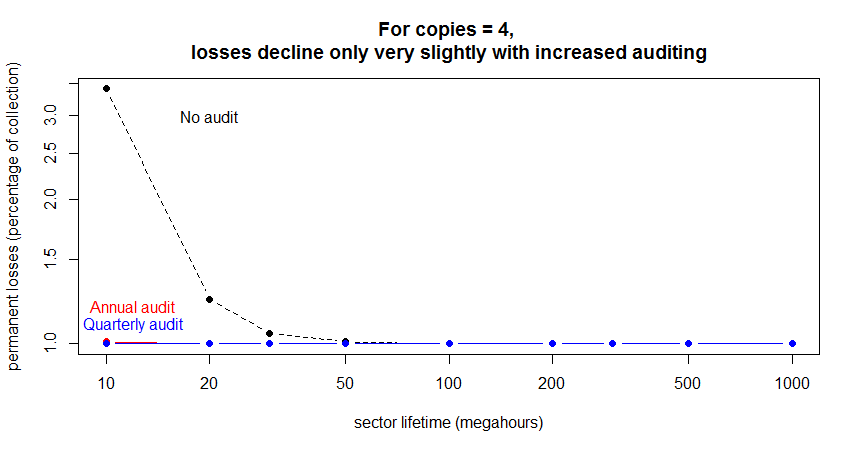 For copies = 4,
losses decline only very slightly with increased auditing
permanent losses (percentage of collection)
3.0
2.5
2.0
1.5
1.0
No audit
Annual audit
Quarterly audit
10 20 50 100 200 500 1000
sector lifetime (megahours)